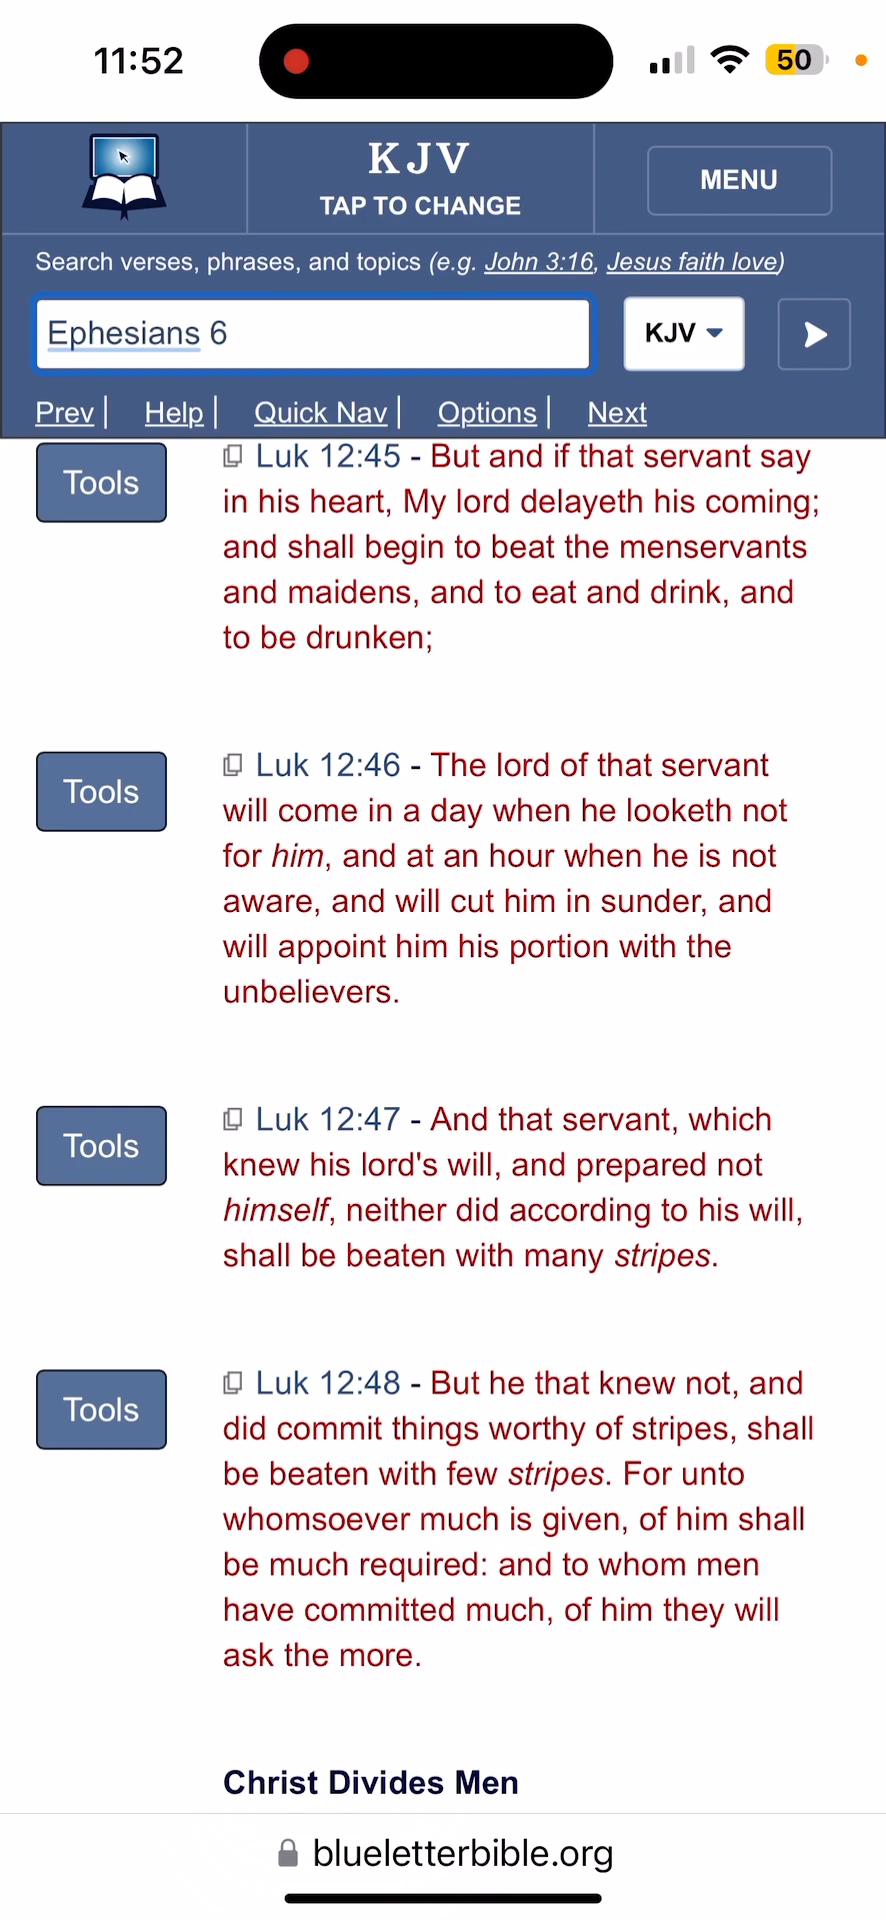 11:52
50
KJV
TAP TO CHANGE
MENU
Search verses, phrases, and topics (e.g. John 3:16, Jesus faith love)
Ephesians 6
KJV
Prev | Help | Quick Nav | Options | Next
Tools
Luk 12:45 - But and if that servant say
in his heart, My lord delayeth his coming;
and shall begin to beat the menservants
and maidens, and to eat and drink, and
to be drunken;
Tools
Luk 12:46 - The lord of that servant
will come in a day when he looketh not
for him, and at an hour when he is not
aware, and will cut him in sunder, and
will appoint him his portion with the
unbelievers.
Tools
Luk 12:47 - And that servant, which
knew his lord's will, and prepared not
himself, neither did according to his will,
shall be beaten with many stripes.
Tools
Luk 12:48 - But he that knew not, and
did commit things worthy of stripes, shall
be beaten with few stripes. For unto
whomsoever much is given, of him shall
be much required: and to whom men
have committed much, of him they will
ask the more.
Christ Divides Men
blueletterbible.org